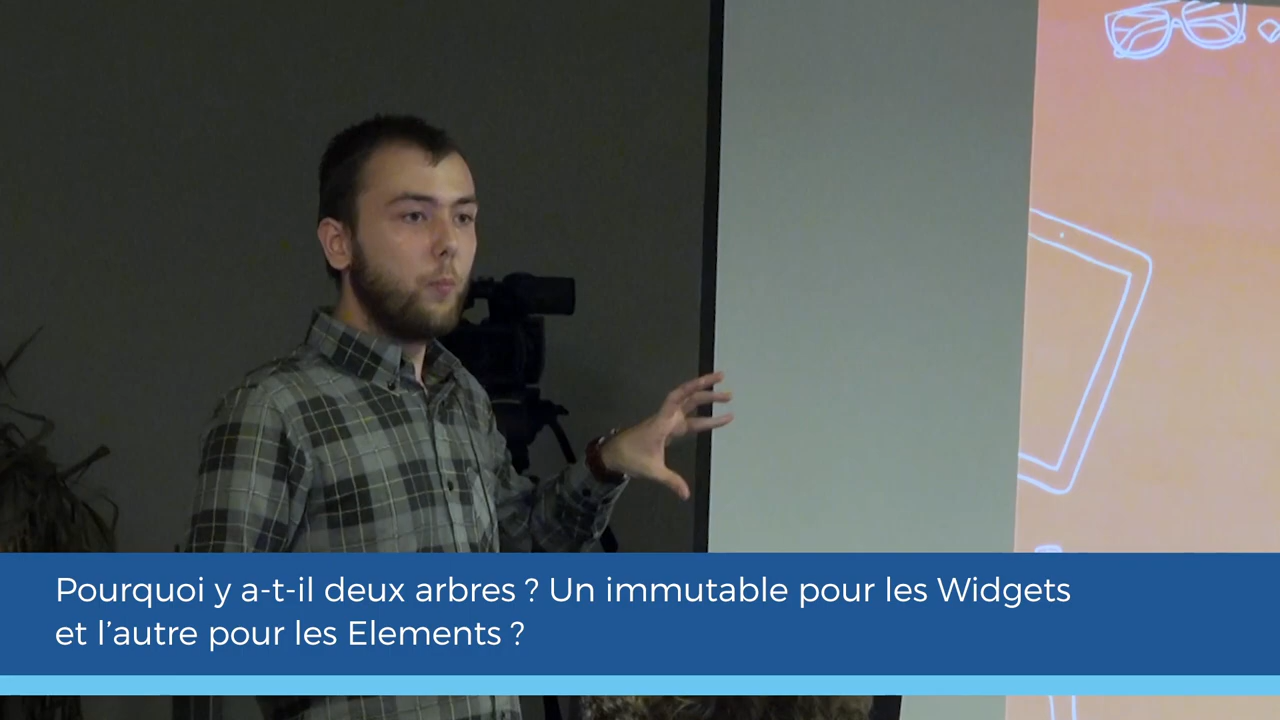 Pourquoi y a-t-il deux arbres ? Un immutable pour les Widgets
et l’autre pour les Elements ?